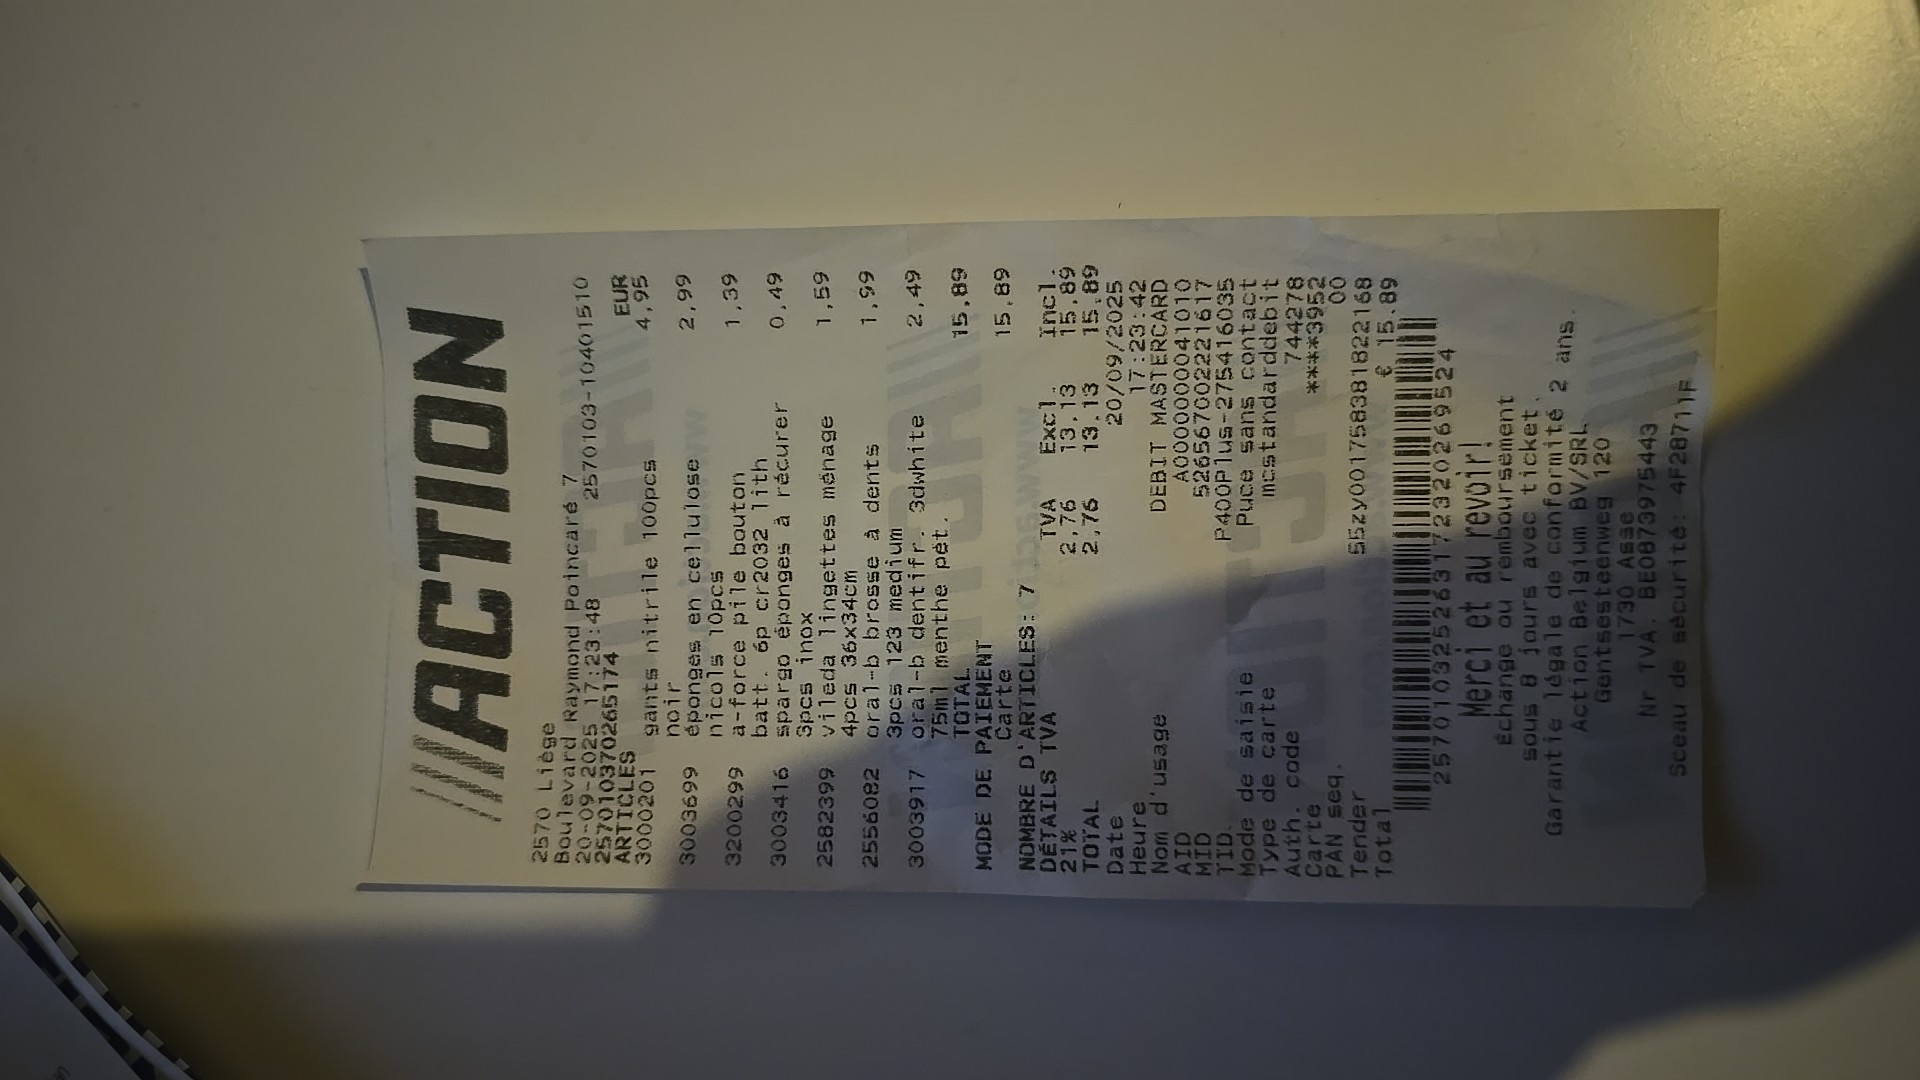 ACTION
2570 Liège
Boulevard Raymond Poincaré 7
20-09-2025 17:23:48 2570103-10401510
257010370265174
ARTICLES EUR
3000201 gants nitrile 100pcs 4,95
noir
3003699 éponges en cellulose 2,99
nicols 10pcs
3200299 a-force pile bouton 1,39
batt. 6p cr2032 lith
3003416 spargo éponges à récurer 0,49
3pcs inox
2582399 vileda lingettes ménage 1,59
4pcs 36x34cm
2556082 oral-b brosse à dents 1,99
3pcs 123 medium
3003917 oral-b dentifr. 3dwhite 2,49
75ml menthe pét.
TOTAL 15,89
MODE DE PAIEMENT
Carte 15,89
NOMBRE D'ARTICLES: 7
DÉTAILS TVA TVA Excl. Incl.
21% 2,76 13,13 15,89
TOTAL 2,76 13,13 15,89
Date 20/09/2025
Heure 17:23:42
Nom d'usage DEBIT MASTERCARD
AID A0000000041010
MID 526567002221617
TID. P400Plus-275416035
Mode de saisie Puce sans contact
Type de carte mcstandarddebit
Auth. code 744278
Carte ****3952
PAN seq. 00
Tender 55zy001758381822168
Total € 15.89
257010325263172320269524
Merci et au revoir!
Échange ou remboursement
sous 8 jours avec ticket.
Garantie légale de conformité 2 ans.
Action Belgium BV/SRL
Gentsesteenweg 120
1730 Asse
Nr TVA. BE0873975443
Sceau de sécurité: 4F28711F